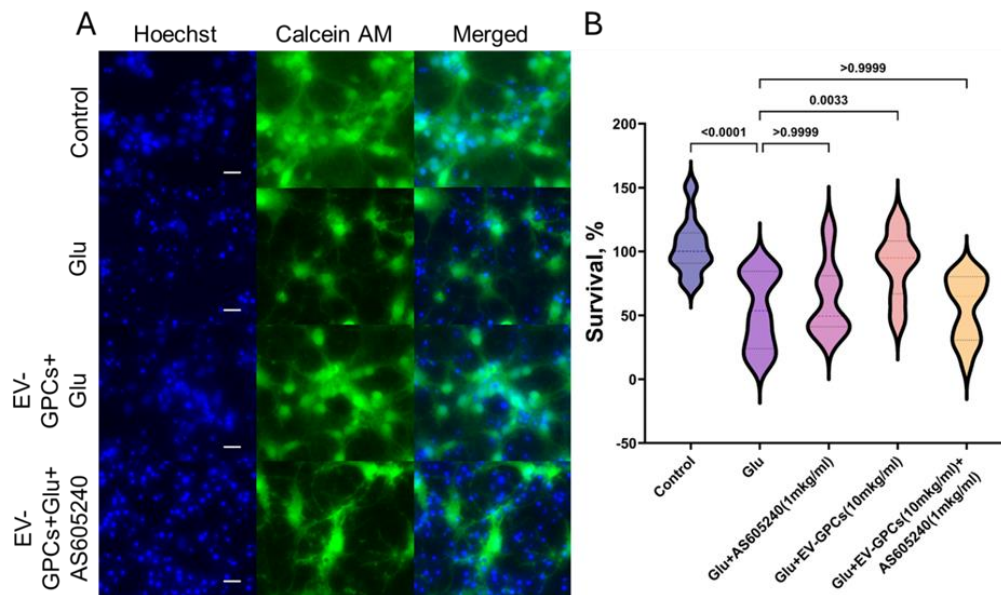 A
Hoechst Calcein AM Merged
Control
Glu
EV-
GPCs+
Glu
EV-
GPCs+Glu+
AS605240
B
>0.9999
0.0033
<0.0001 >0.9999
Survival, %
200
150
100
50
0
-50
Control
Glu
Glu+AS605240(1mkg/ml)
Glu+EV-GPCs(10mkg/ml)
Glu+EV-GPCs(10mkg/ml)+
AS605240(1mkg/ml)